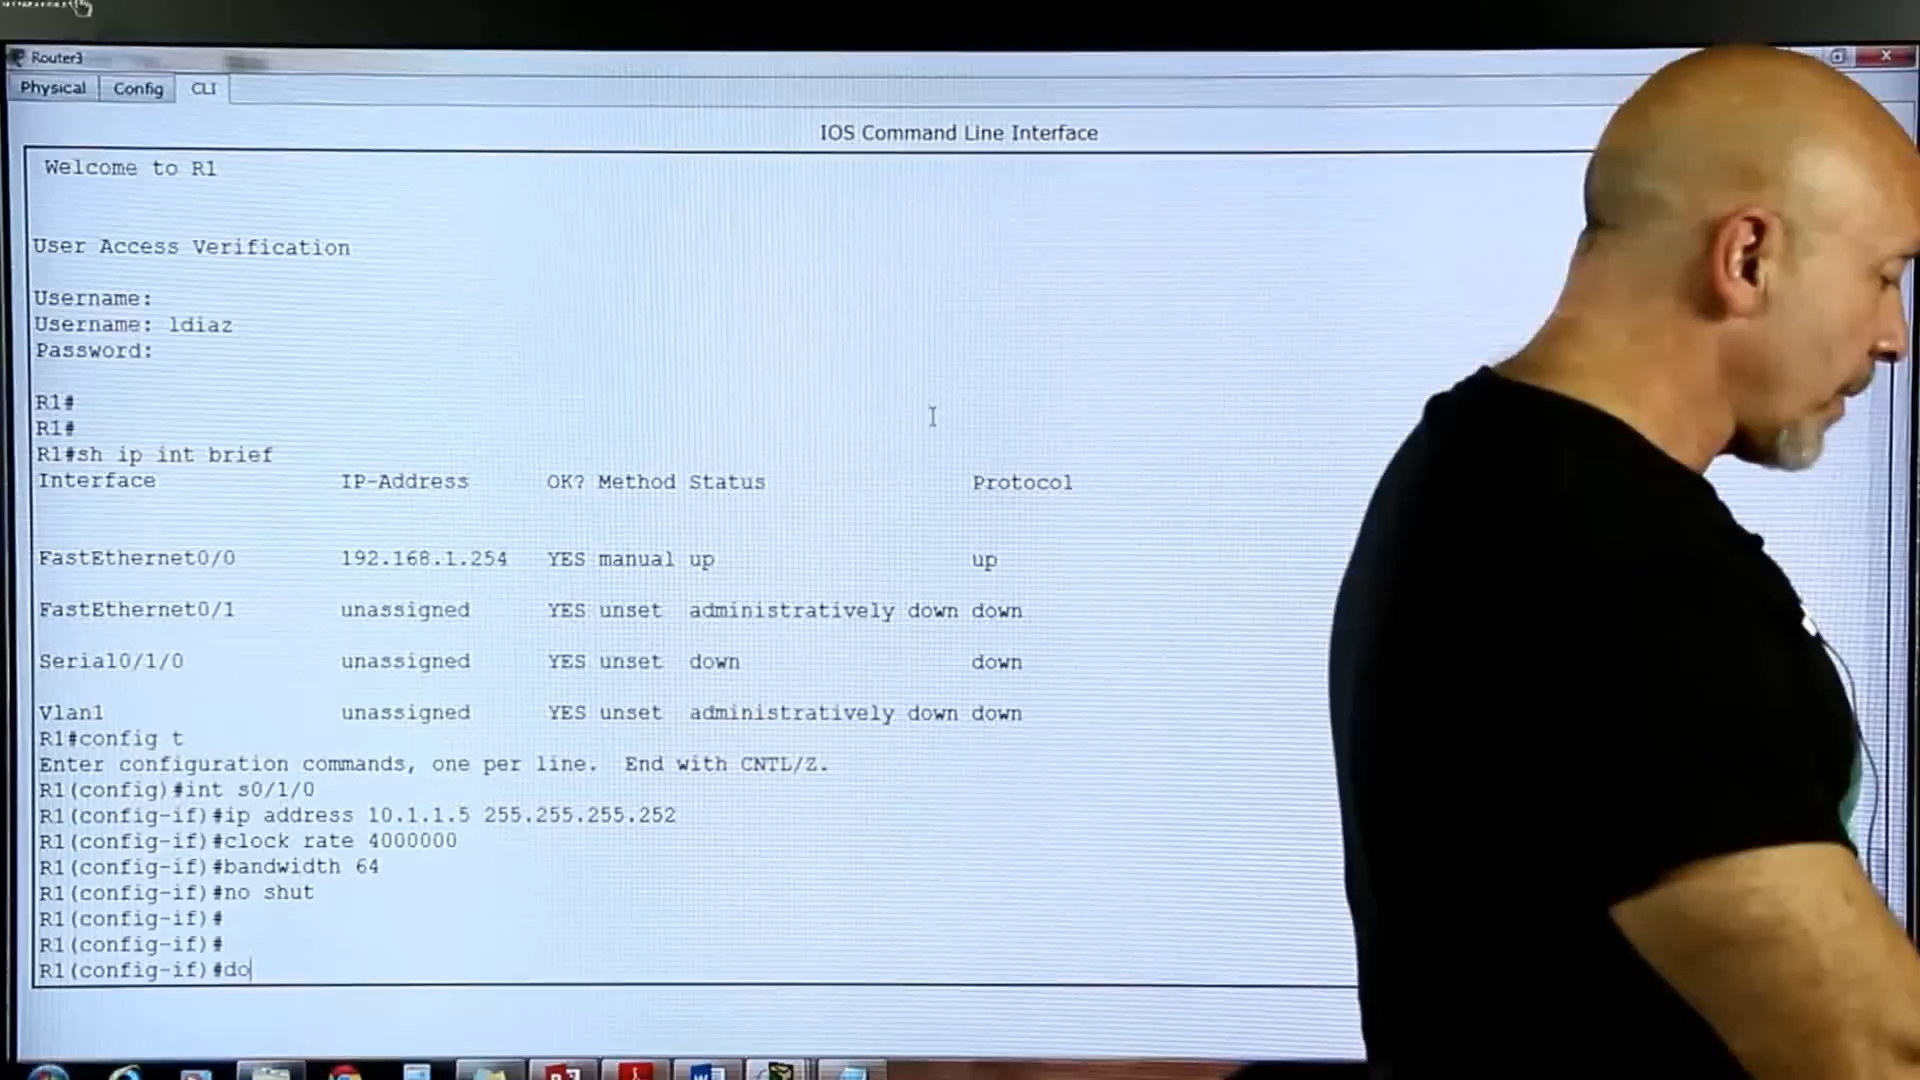 Router3
Physical Config CLI
IOS Command Line Interface
Welcome to R1
User Access Verification
Username:
Username: ldiaz
Password:
R1#
R1#
R1#sh ip int brief
Interface IP-Address OK? Method Status Protocol
FastEthernet0/0 192.168.1.254 YES manual up up
FastEthernet0/1 unassigned YES unset administratively down down
Serial0/1/0 unassigned YES unset down down
Vlan1 unassigned YES unset administratively down down
R1#config t
Enter configuration commands, one per line. End with CNTL/Z.
R1(config)#int s0/1/0
R1(config-if)#ip address 10.1.1.5 255.255.255.252
R1(config-if)#clock rate 4000000
R1(config-if)#bandwidth 64
R1(config-if)#no shut
R1(config-if)#
R1(config-if)#
R1(config-if)#do